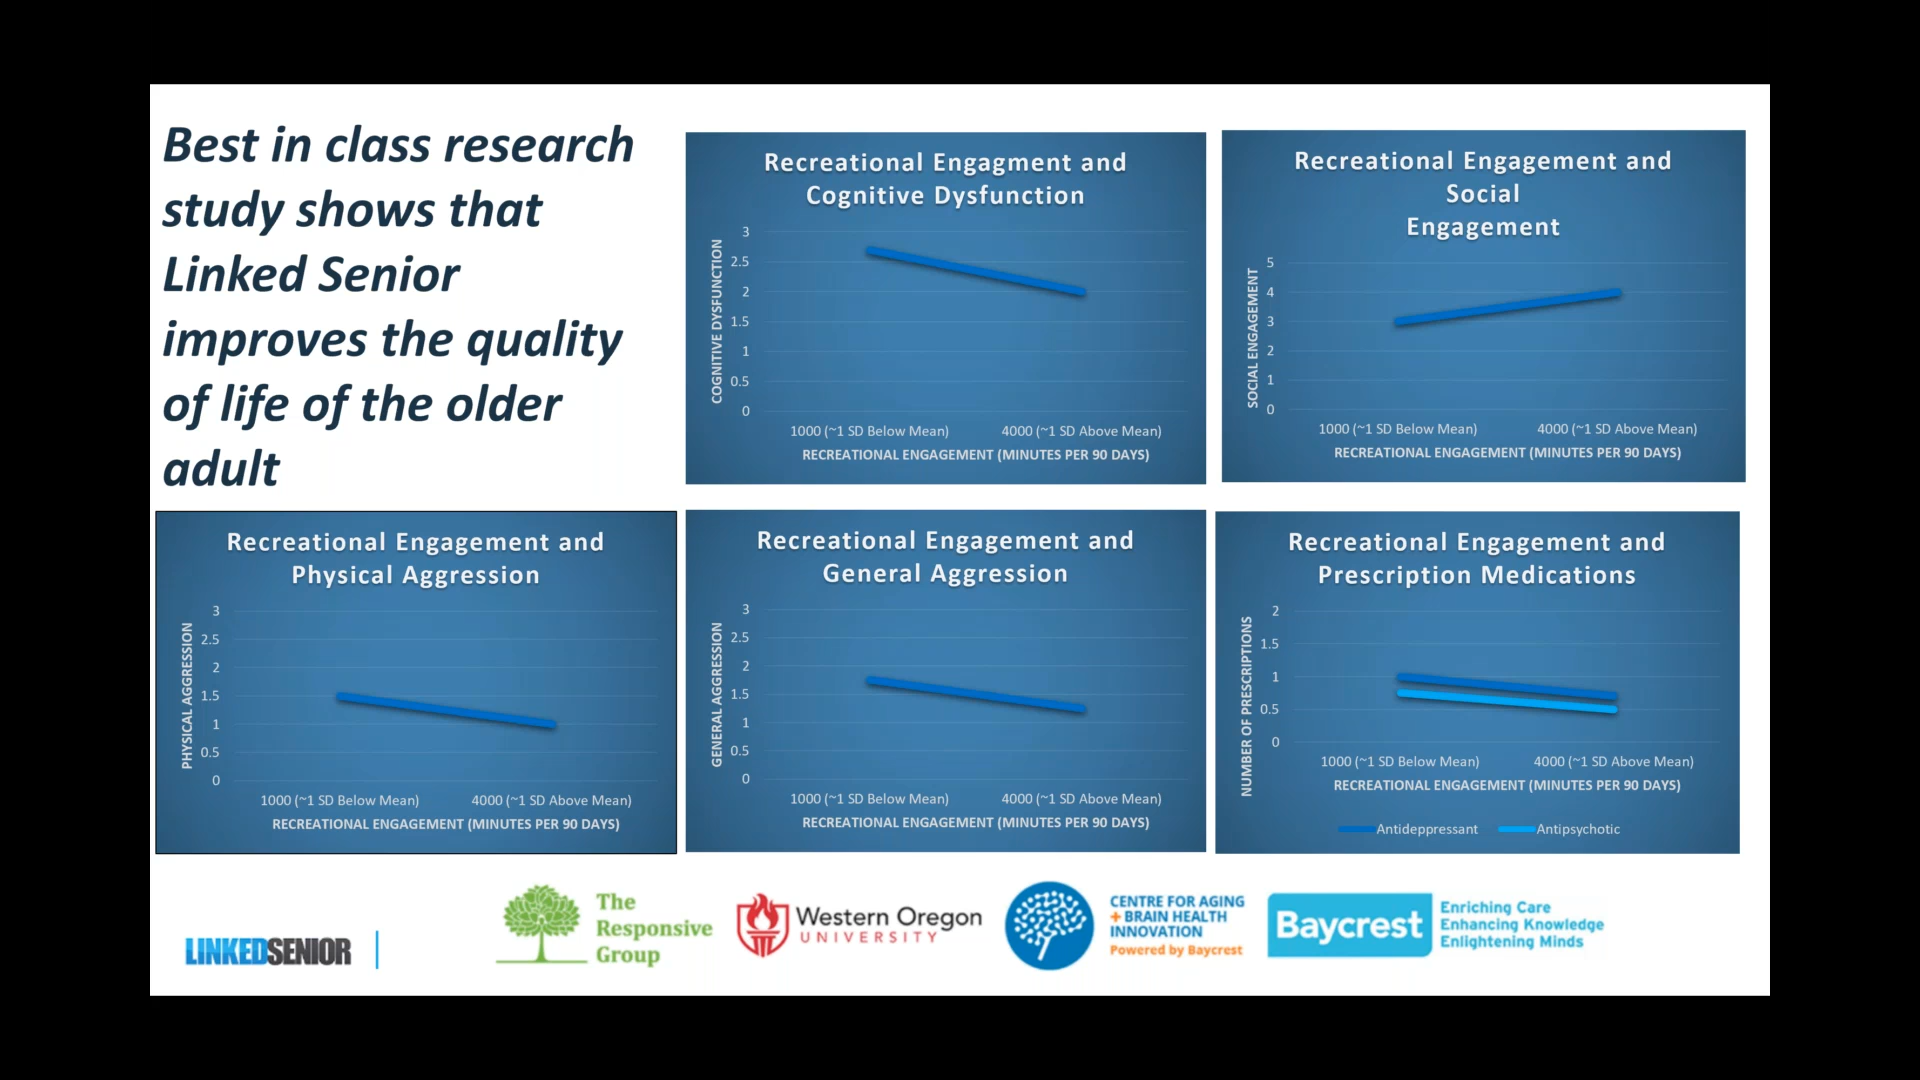 Best in class research
study shows that
Linked Senior
improves the quality
of life of the older
adult
Recreational Engagment and
Cognitive Dysfunction
COGNITIVE DYSFUNCTION
3
2.5
2
1.5
1
0.5
0
1000 (~1 SD Below Mean) 4000 (~1 SD Above Mean)
RECREATIONAL ENGAGEMENT (MINUTES PER 90 DAYS)
Recreational Engagement and
Social
Engagement
SOCIAL ENGAGEMENT
5
4
3
2
1
0
1000 (~1 SD Below Mean) 4000 (~1 SD Above Mean)
RECREATIONAL ENGAGEMENT (MINUTES PER 90 DAYS)
Recreational Engagement and
Physical Aggression
PHYSICAL AGGRESSION
3
2.5
2
1.5
1
0.5
0
1000 (~1 SD Below Mean) 4000 (~1 SD Above Mean)
RECREATIONAL ENGAGEMENT (MINUTES PER 90 DAYS)
Recreational Engagement and
General Aggression
GENERAL AGGRESSION
3
2.5
2
1.5
1
0.5
0
1000 (~1 SD Below Mean) 4000 (~1 SD Above Mean)
RECREATIONAL ENGAGEMENT (MINUTES PER 90 DAYS)
Recreational Engagement and
Prescription Medications
NUMBER OF PRESCRIPTIONS
2
1.5
1
0.5
0
1000 (~1 SD Below Mean) 4000 (~1 SD Above Mean)
RECREATIONAL ENGAGEMENT (MINUTES PER 90 DAYS)
Antideppressant Antipsychotic
LINKEDSENIOR
The
Responsive
Group
Western Oregon
UNIVERSITY
CENTRE FOR AGING
+ BRAIN HEALTH
INNOVATION
Powered by Baycrest
Baycrest
Enriching Care
Enhancing Knowledge
Enlightening Minds